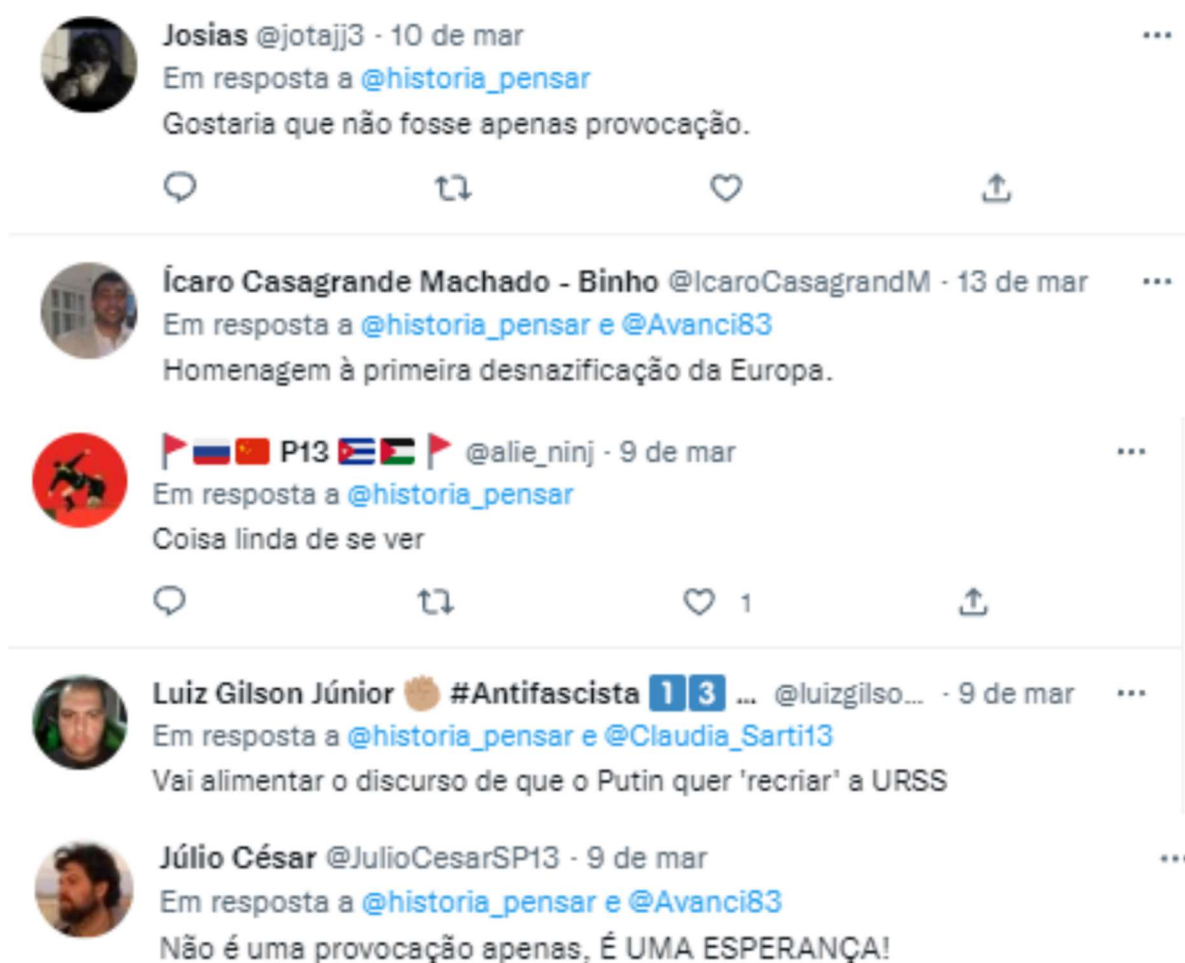 Josias @jotajj3 · 10 de mar
Em resposta a @historia_pensar
Gostaria que não fosse apenas provocação.
Ícaro Casagrande Machado - Binho @IcaroCasagrandM · 13 de mar
Em resposta a @historia_pensar e @Avanci83
Homenagem à primeira desnazificação da Europa.
🚩🇷🇺🇨🇳 P13 🇨🇺🇵🇸 🚩 @alie_ninj · 9 de mar
Em resposta a @historia_pensar
Coisa linda de se ver
1
Luiz Gilson Júnior ✊🏼 #Antifascista 1️⃣3️⃣ ... @luizgilso... · 9 de mar
Em resposta a @historia_pensar e @Claudia_Sarti13
Vai alimentar o discurso de que o Putin quer 'recriar' a URSS
Júlio César @JulioCesarSP13 · 9 de mar
Em resposta a @historia_pensar e @Avanci83
Não é uma provocação apenas, É UMA ESPERANÇA!